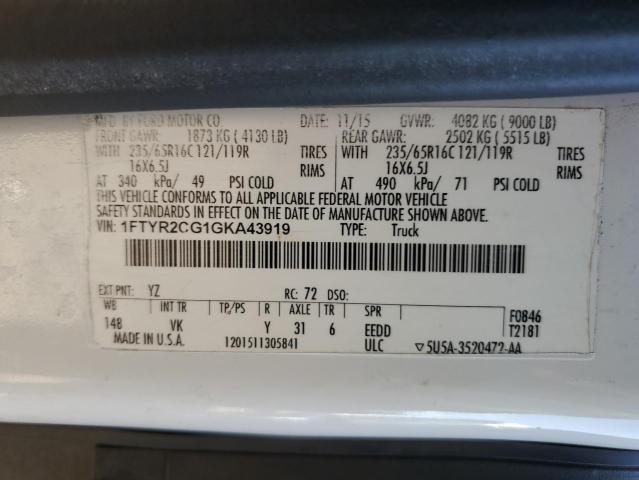 MFD. BY FORD MOTOR CO. DATE: 11/15 GVWR: 4082 KG ( 9000 LB)
FRONT GAWR: 1873 KG ( 4130 LB) REAR GAWR: 2502 KG ( 5515 LB)
WITH 235/65R16C 121/119R TIRES WITH 235/65R16C 121/119R TIRES
16X6.5J RIMS 16X6.5J RIMS
AT 340 kPa/ 49 PSI COLD AT 490 kPa/ 71 PSI COLD
THIS VEHICLE CONFORMS TO ALL APPLICABLE FEDERAL MOTOR VEHICLE
SAFETY STANDARDS IN EFFECT ON THE DATE OF MANUFACTURE SHOWN ABOVE.
VIN: 1FTYR2CG1GKA43919 TYPE: Truck
EXT PNT: YZ RC: 72 DSO:
WB INT TR TP/PS R AXLE TR SPR F0846
148 VK Y 31 6 EEDD T2181
MADE IN U.S.A. 1201511305841 ULC ▽5U5A-3520472-AA